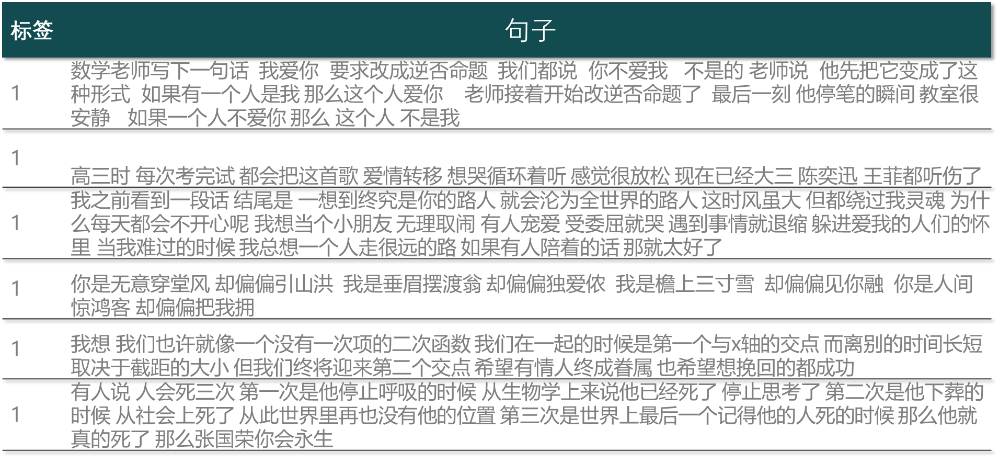 标签 句子
数学老师写下一句话 我爱你 要求改成逆否命题 我们都说 你不爱我 不是的 老师说 他先把它变成了这
1
种形式 如果有一个人是我 那么这个人爱你 老师接着开始改逆否命题了 最后一刻 他停笔的瞬间 教室很
安静 如果一个人不爱你 那么 这个人 不是我
1
高三时 每次考完试 都会把这首歌 爱情转移 想哭循环着听 感觉很放松 现在已经大三 陈奕迅 王菲都听伤了
我之前看到一段话 结尾是 一想到终究是你的路人 就会沦为全世界的路人 这时风虽大 但都绕过我灵魂 为什
1
么每天都会不开心呢 我想当个小朋友 无理取闹 有人宠爱 受委屈就哭 遇到事情就退缩 躲进爱我的人们的怀
里 当我难过的时候 我总想一个人走很远的路 如果有人陪着的话 那就太好了
1
你是无意穿堂风 却偏偏引山洪 我是垂眉摆渡翁 却偏偏独爱侬 我是檐上三寸雪 却偏偏见你融 你是人间
惊鸿客 却偏偏把我拥
1
我想 我们也许就像一个没有一次项的二次函数 我们在一起的时候是第一个与x轴的交点 而离别的时间长短
取决于截距的大小 但我们终将迎来第二个交点 希望有情人终成眷属 也希望想挽回的都成功
有人说 人会死三次 第一次是他停止呼吸的时候 从生物学上来说他已经死了 停止思考了 第二次是他下葬的
1
时候 从社会上死了 从此世界里再也没有他的位置 第三次是世界上最后一个记得他的人死的时候 那么他就
真的死了 那么张国荣你会永生